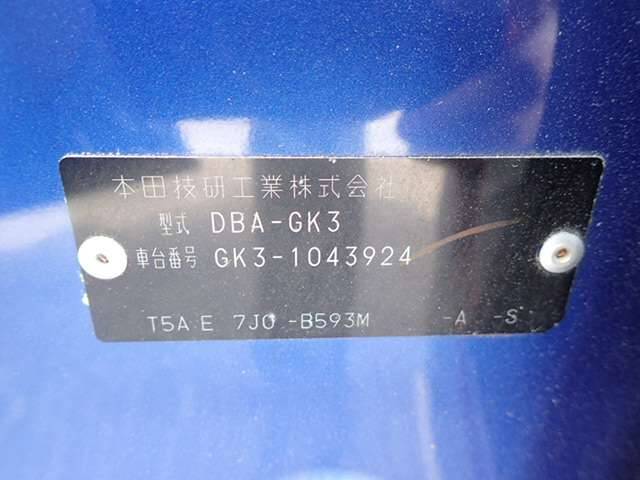 本田技研工業株式会社
型式 DBA-GK3
車台番号 GK3-1043924
T5A E 7J0 -B593M -A -S